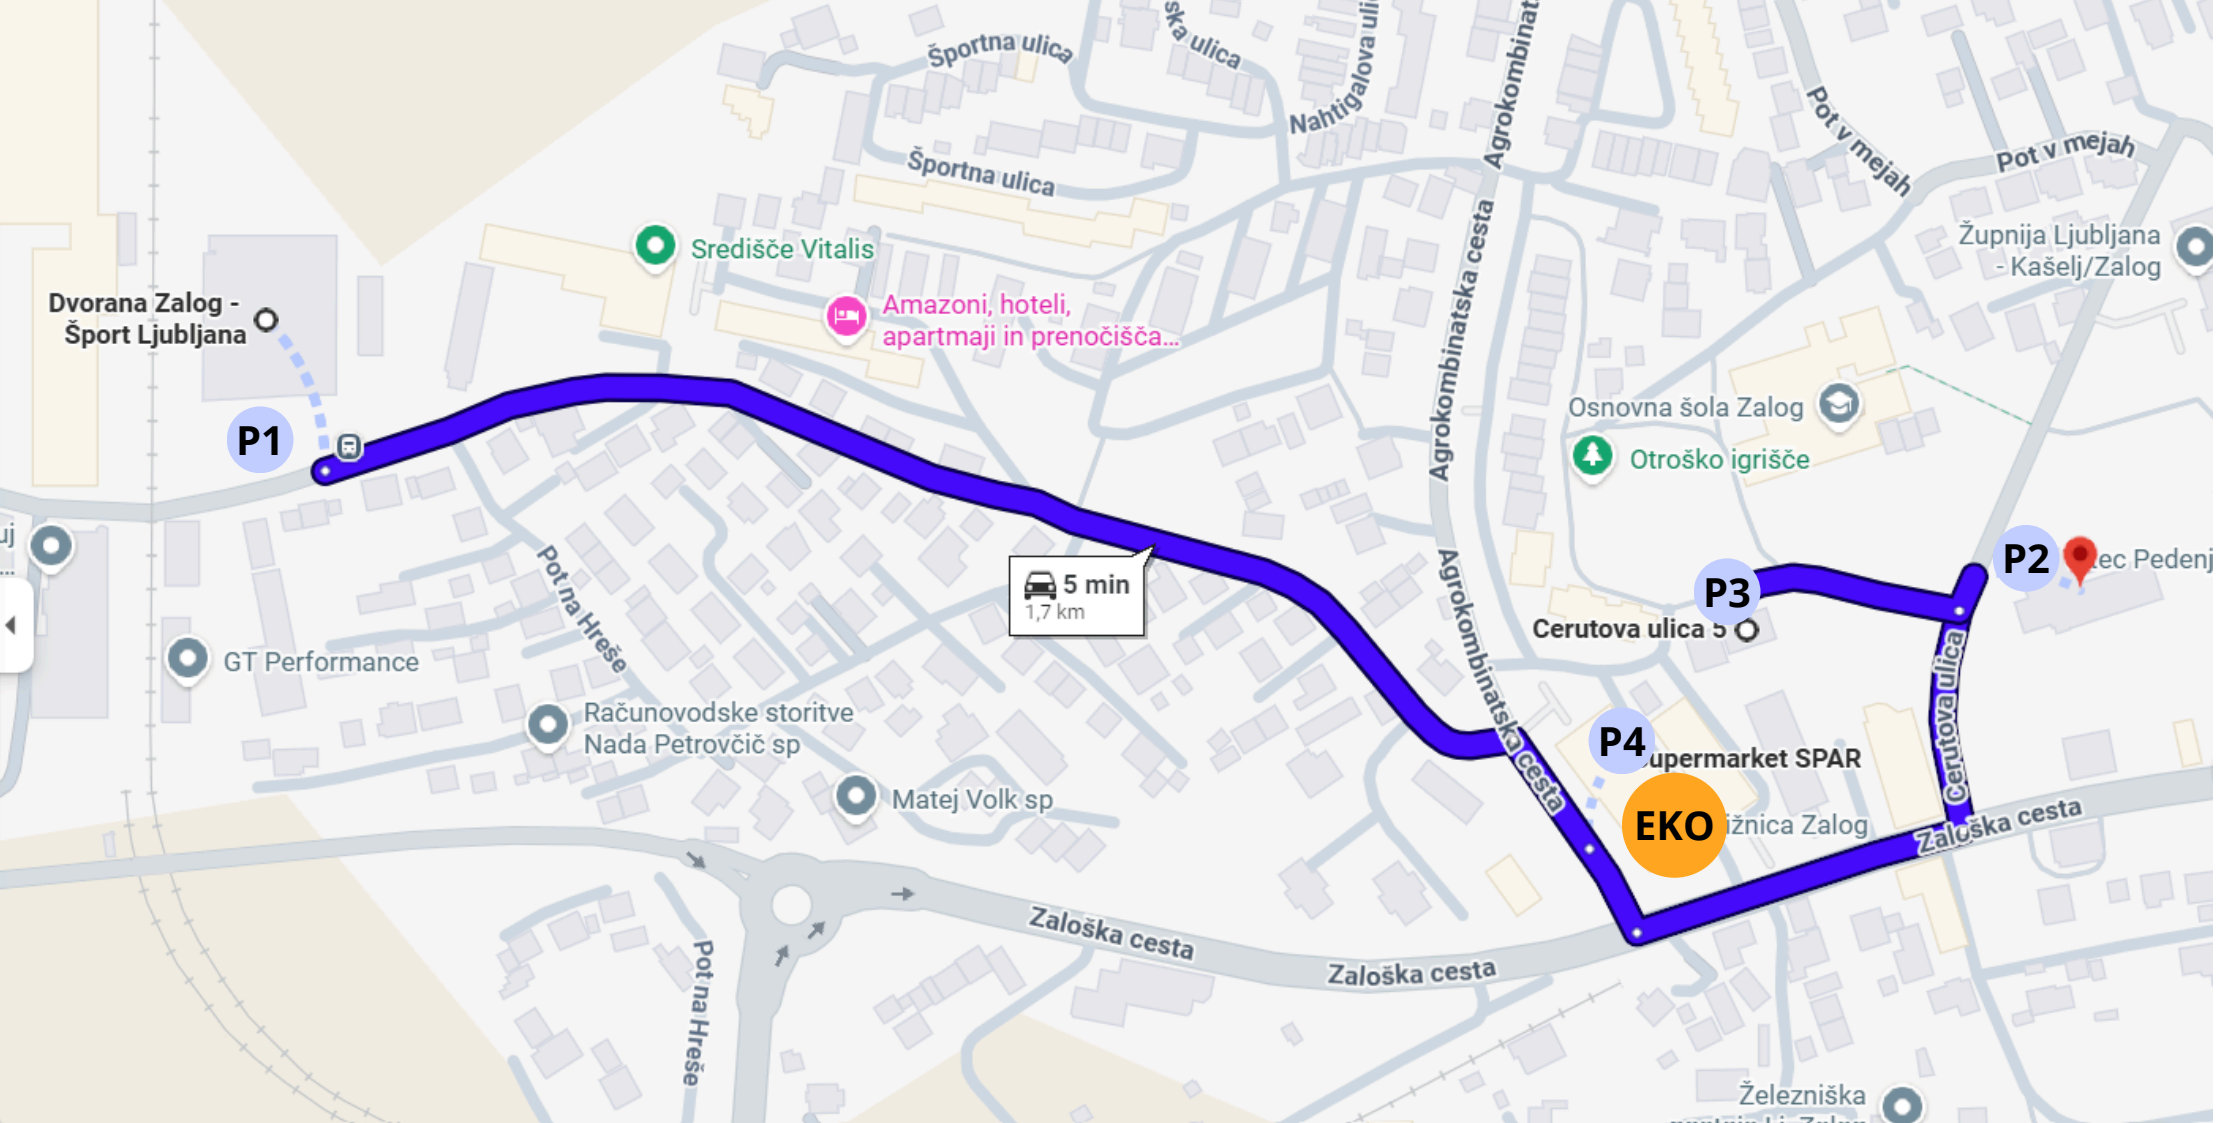 Športna ulica
ska ulica
Nahtigalova
Agrokombinat
Pot v mejah
Pot v mejah
Športna ulica
Agrokombinatska cesta
Župnija Ljubljana
- Kašelj/Zalog
Središče Vitalis
Amazoni, hoteli,
apartmaji in prenočišča...
Dvorana Zalog -
Šport Ljubljana
P1
Osnovna šola Zalog
Otroško igrišče
P2
ec Pedenj
P3
Cerutova ulica 5
5 min
1,7 km
Pot na Hreše
Agrokombinatska cesta
Cerutova ulica
GT Performance
Računovodske storitve
Nada Petrovčič sp
P4
upermarket SPAR
EKO
ižnica Zalog
Matej Volk sp
Zaloška cesta
Zaloška cesta
Zaloška cesta
Pot na Hreše
Železniška